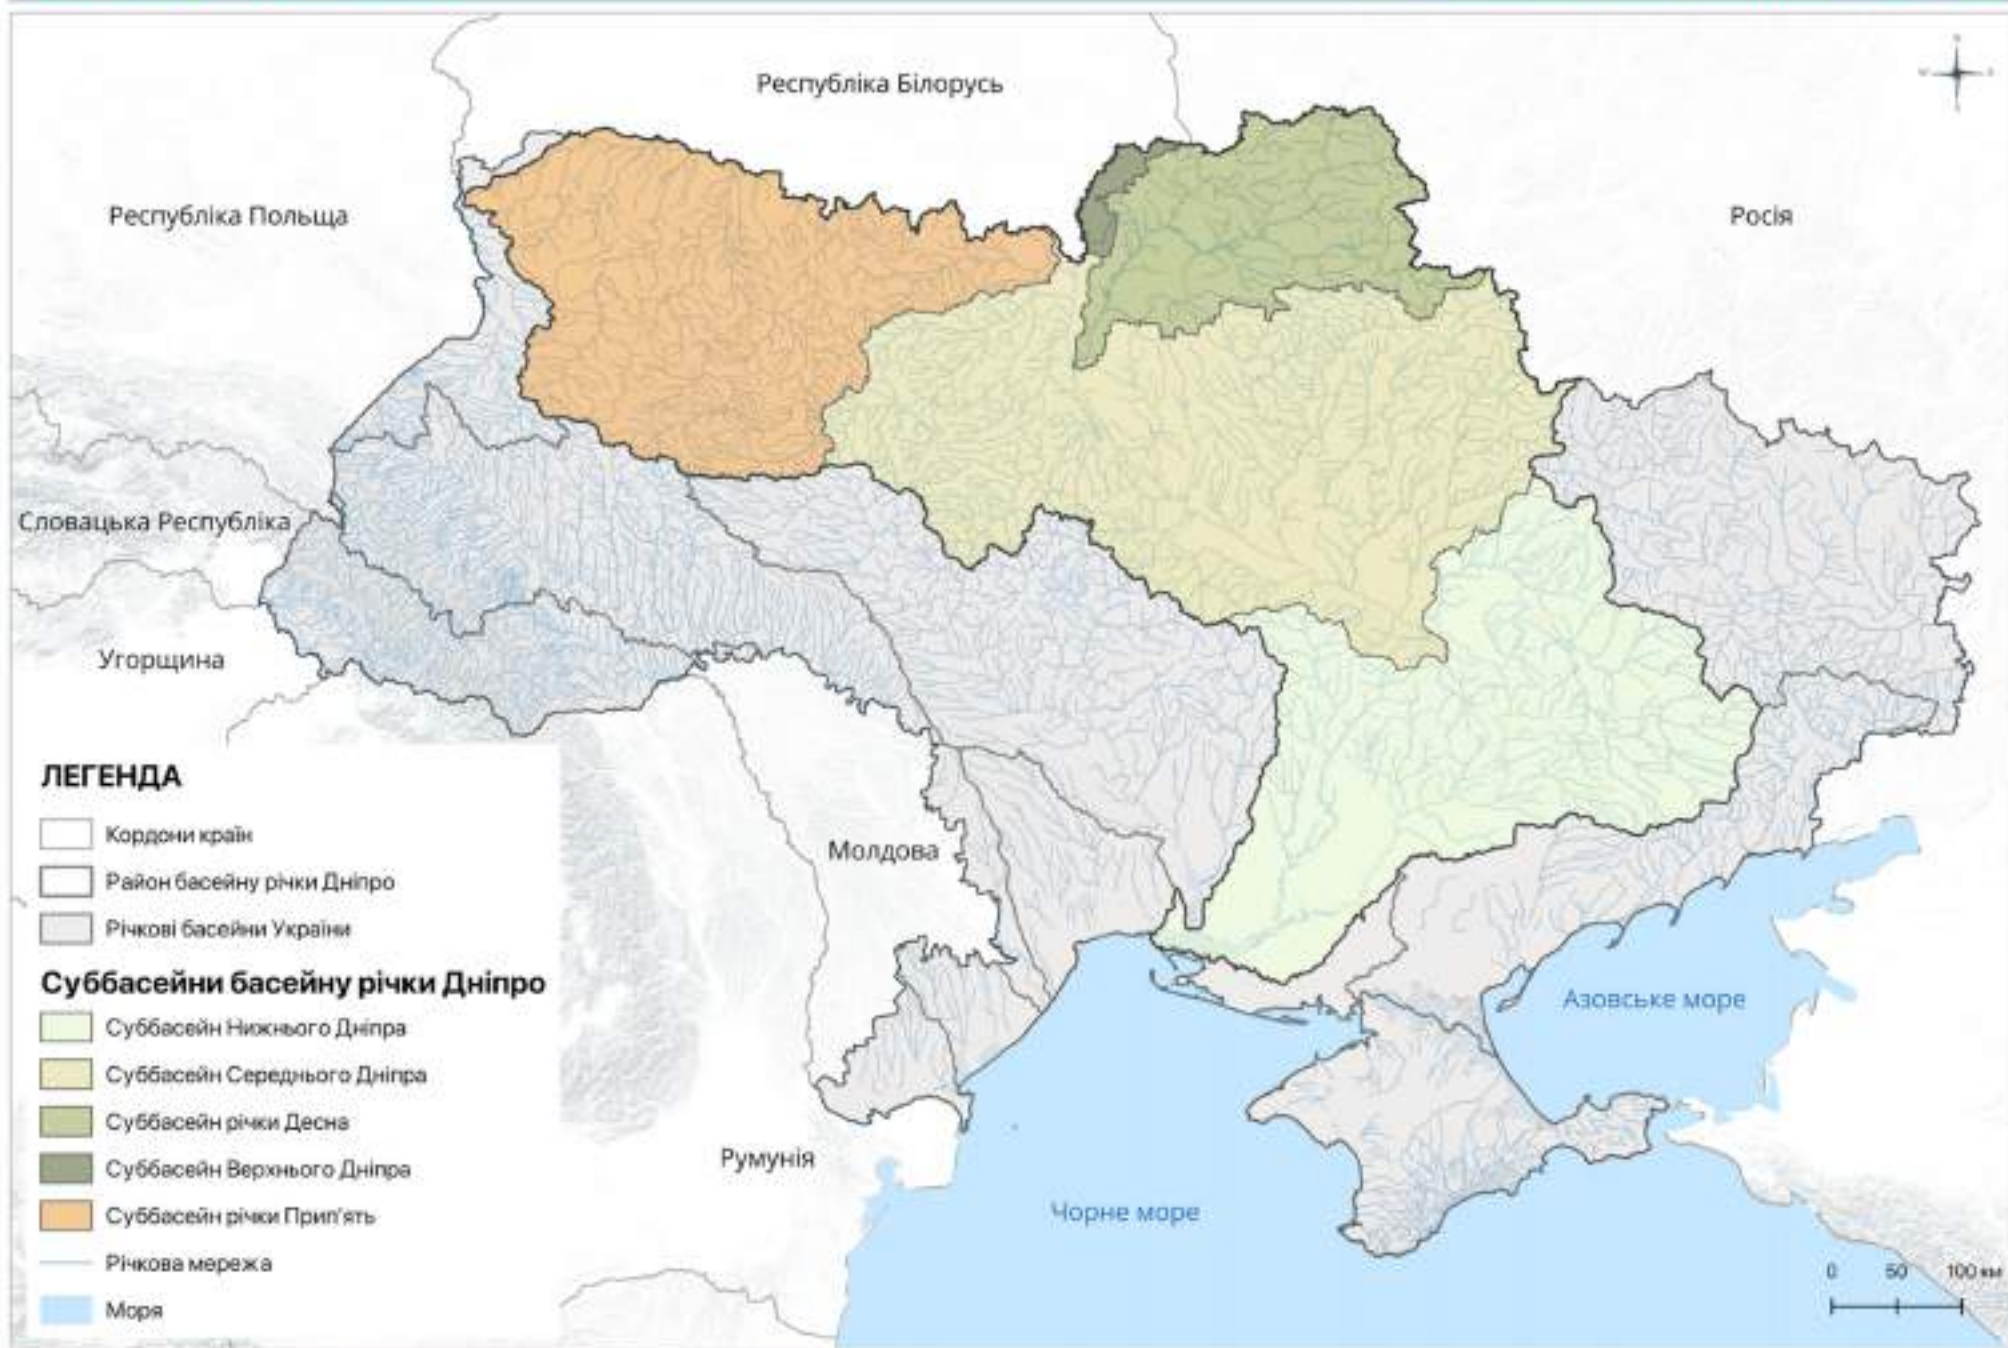 Республіка Білорусь
Республіка Польща
Росія
Словацька Республіка
Угорщина
Молдова
Румунія
Азовське море
Чорне море
ЛЕГЕНДА
Кордони країн
Район басейну річки Дніпро
Річкові басейни України
Суббасейни басейну річки Дніпро
Суббасейн Нижнього Дніпра
Суббасейн Середнього Дніпра
Суббасейн річки Десна
Суббасейн Верхнього Дніпра
Суббасейн річки Прип'ять
Річкова мережа
Моря
0 50 100 км